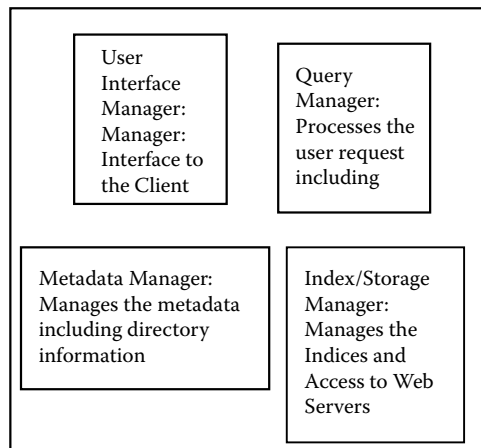 User
Interface
Manager:
Manager:
Interface to
the Client
Query
Manager:
Processes the
user request
including
Metadata Manager:
Manages the metadata
including directory
information
Index/Storage
Manager:
Manages the
Indices and
Access to Web
Servers